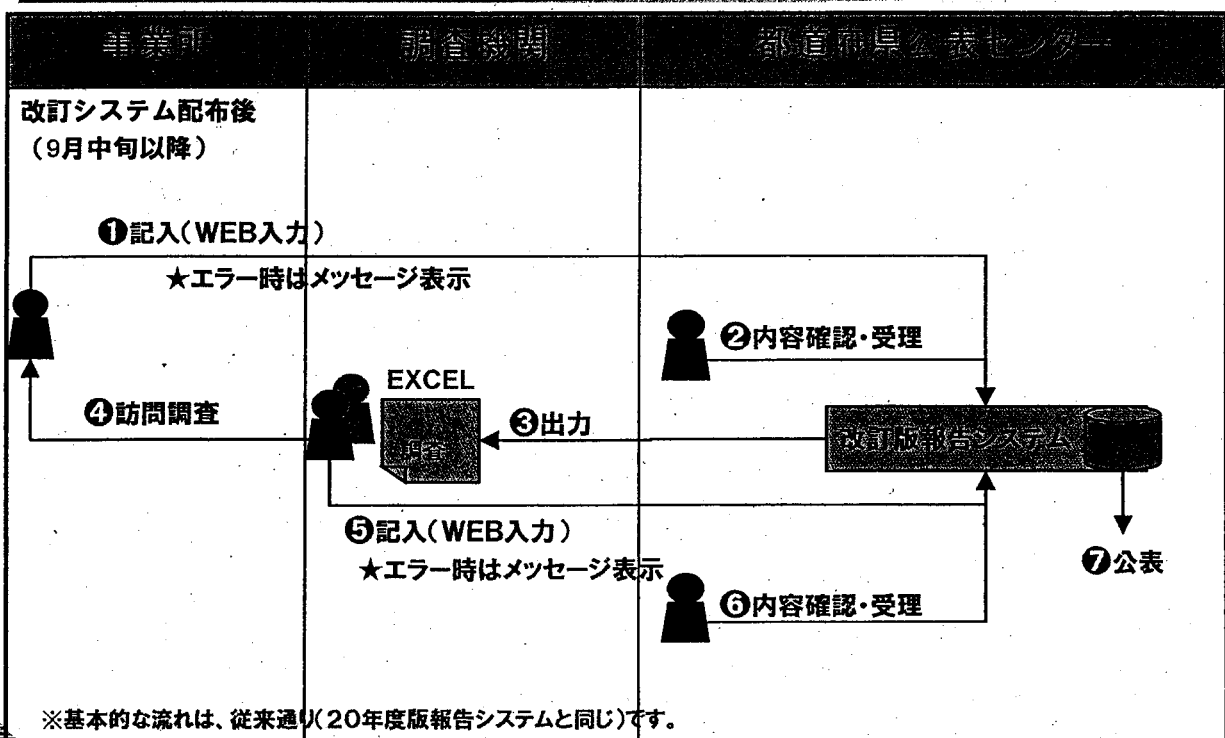 事業所
調査機関
都道府県公表センター
改訂システム配布後
(9月中旬以降)
❶記入(WEB入力)
★エラー時はメッセージ表示
❷内容確認・受理
EXCEL
❹訪問調査
❸出力
調査
改訂版報告システム
❺記入(WEB入力)
★エラー時はメッセージ表示
❼公表
❻内容確認・受理
※基本的な流れは、従来通り(20年度版報告システムと同じ)です。